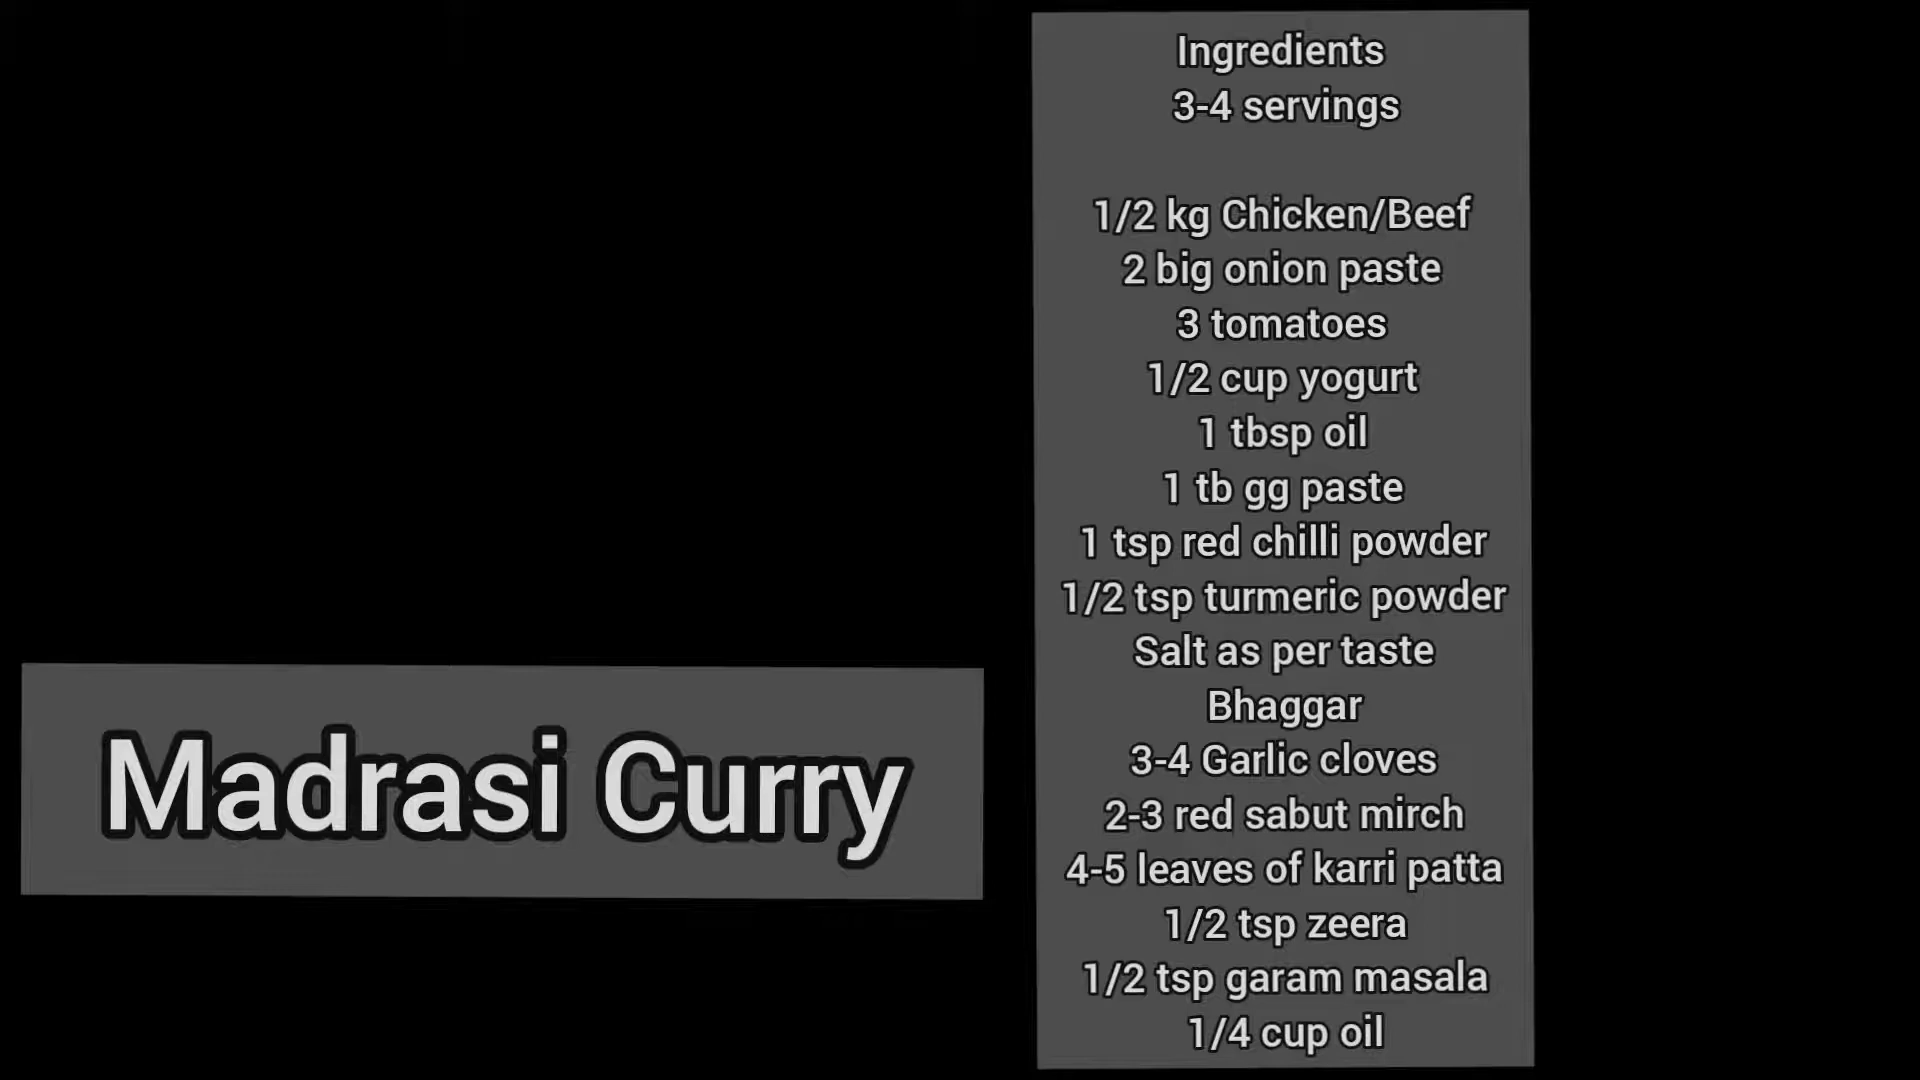 Madrasi Curry
Ingredients
3-4 servings
1/2 kg Chicken/Beef
2 big onion paste
3 tomatoes
1/2 cup yogurt
1 tbsp oil
1 tb gg paste
1 tsp red chilli powder
1/2 tsp turmeric powder
Salt as per taste
Bhaggar
3-4 Garlic cloves
2-3 red sabut mirch
4-5 leaves of karri patta
1/2 tsp zeera
1/2 tsp garam masala
1/4 cup oil